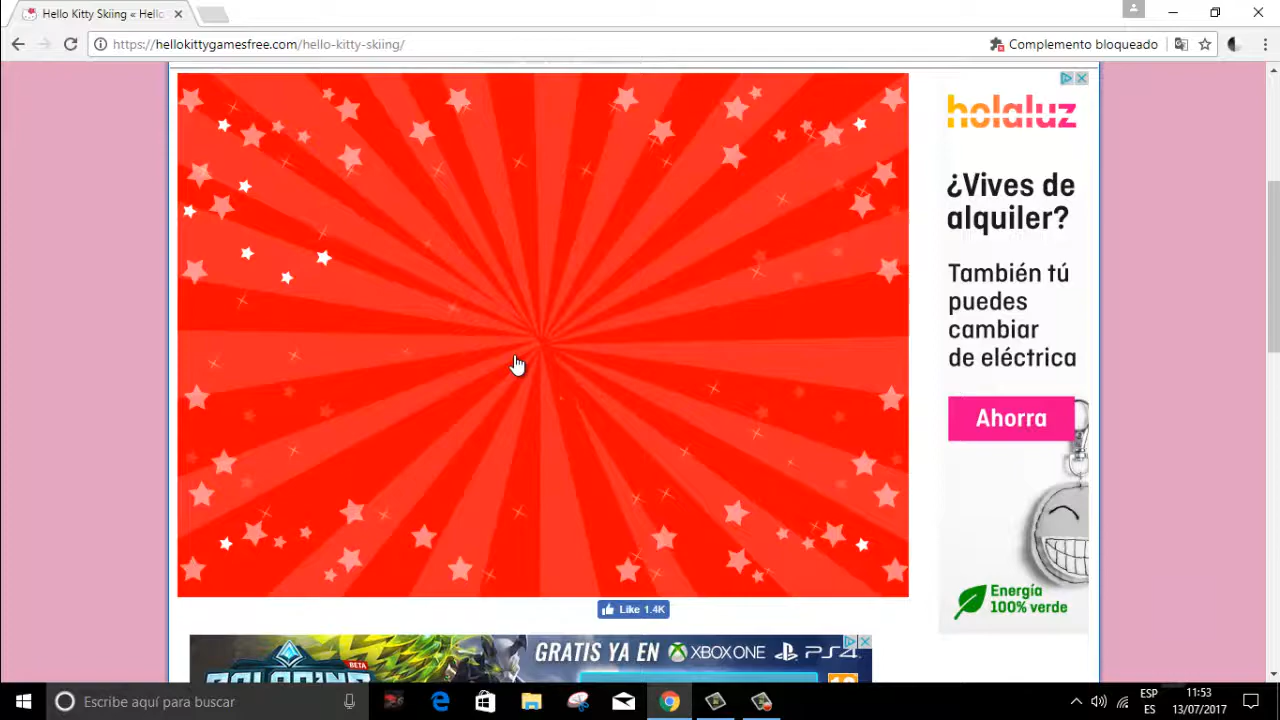 Hello Kitty Skiing « Hello
https://hellokittygamesfree.com/hello-kitty-skiing/
Complemento bloqueado
holaluz
¿Vives de
alquiler?
También tú
puedes
cambiar
de eléctrica
Ahorra
Energía
100% verde
Like 1.4K
BETA
GRATIS YA EN XBOX ONE PS4
Escribe aquí para buscar
ESP
ES
11:53
13/07/2017